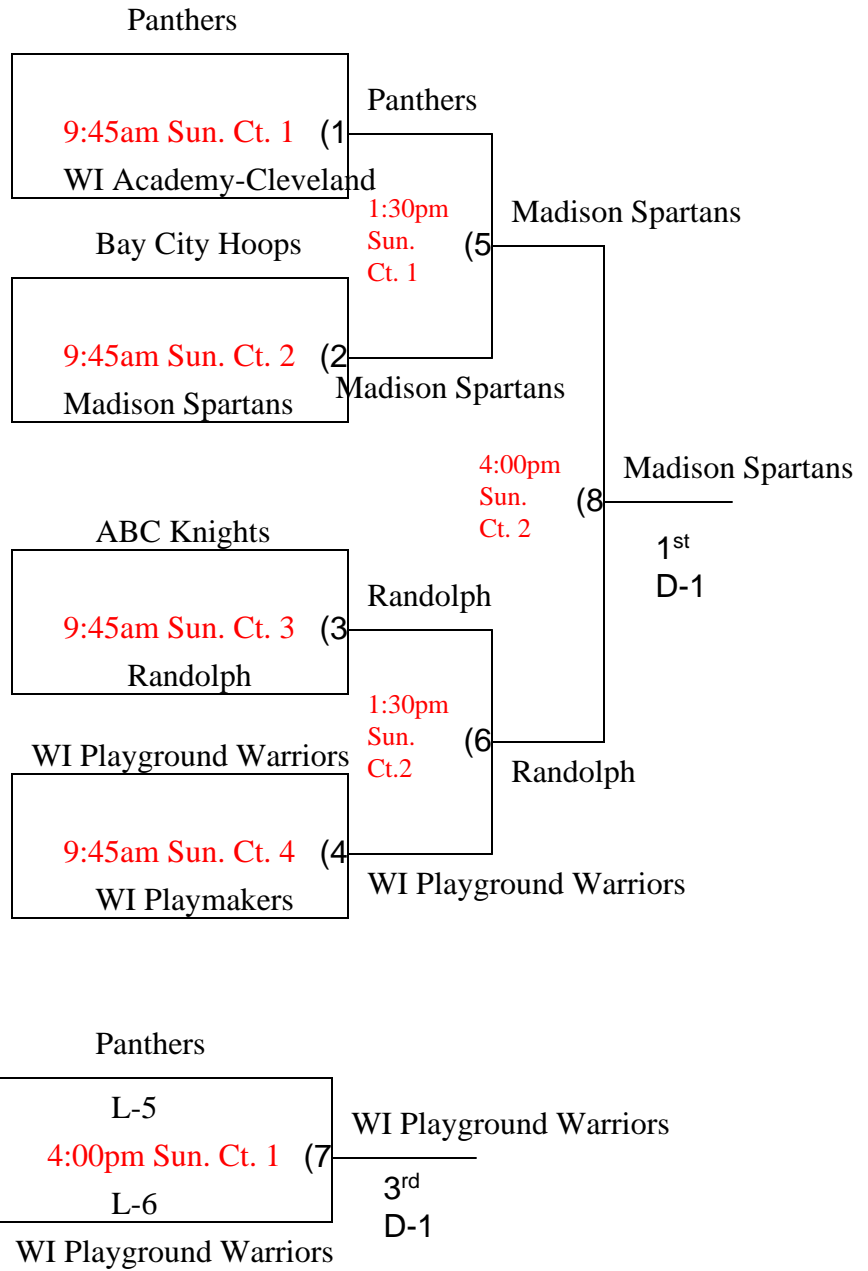 Panthers
Panthers
9:45am Sun. Ct. 1 (1
WI Academy-Cleveland
1:30pm
Sun.
Ct. 1
(5
Madison Spartans
Bay City Hoops
9:45am Sun. Ct. 2 (2
Madison Spartans
Madison Spartans
4:00pm
Sun.
Ct. 2
(8
Madison Spartans
1st
D-1
ABC Knights
Randolph
9:45am Sun. Ct. 3 (3
Randolph
1:30pm
Sun.
Ct.2
(6
Randolph
WI Playground Warriors
9:45am Sun. Ct. 4 (4
WI Playmakers
WI Playground Warriors
Panthers
L-5
WI Playground Warriors
4:00pm Sun. Ct. 1 (7
3rd
D-1
L-6
WI Playground Warriors